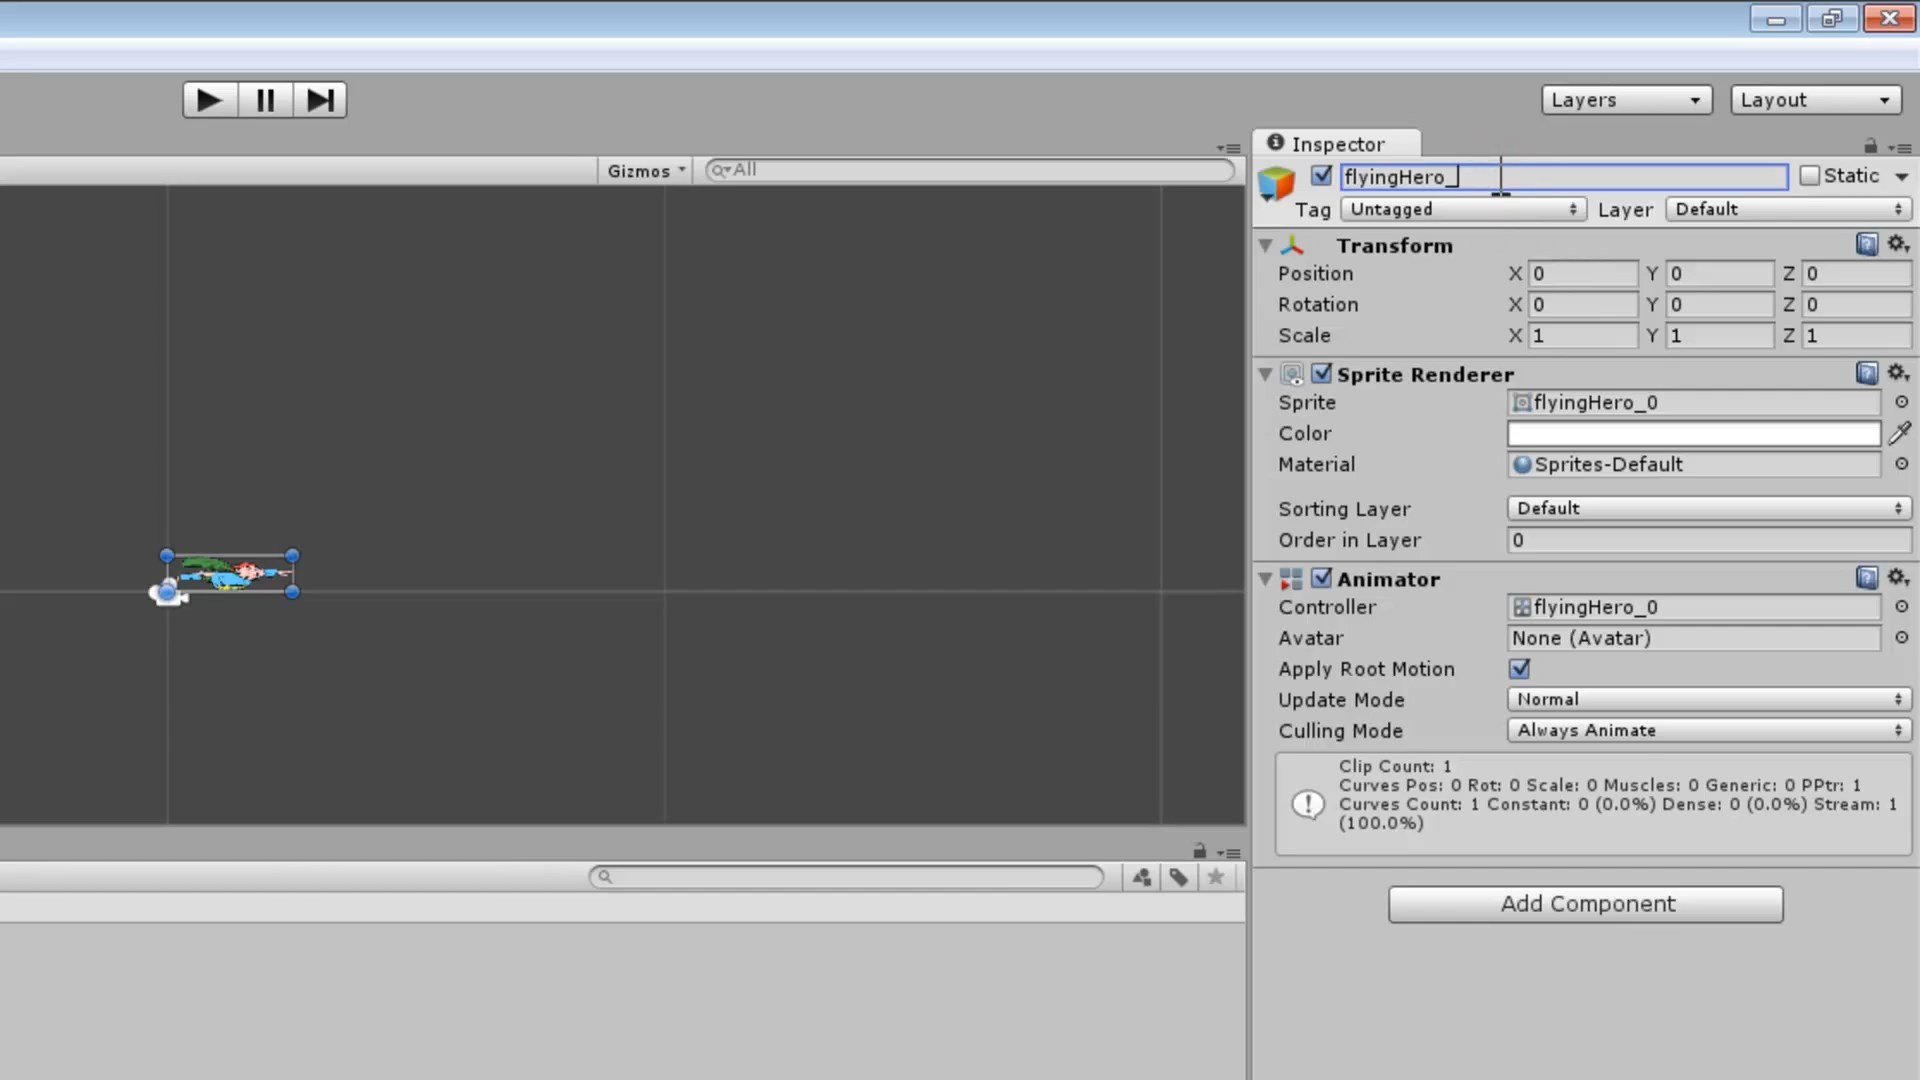 Layers
Layout
Inspector
Gizmos
All
flyingHero_
Static
Tag
Untagged
Layer
Default
Transform
Position
X 0
Y 0
Z 0
Rotation
X 0
Y 0
Z 0
Scale
X 1
Y 1
Z 1
Sprite Renderer
Sprite
flyingHero_0
Color
Material
Sprites-Default
Sorting Layer
Default
Order in Layer
0
Animator
Controller
flyingHero_0
Avatar
None (Avatar)
Apply Root Motion
Update Mode
Normal
Culling Mode
Always Animate
Clip Count: 1
Curves Pos: 0 Rot: 0 Scale: 0 Muscles: 0 Generic: 0 PPtr: 1
Curves Count: 1 Constant: 0 (0.0%) Dense: 0 (0.0%) Stream: 1
(100.0%)
Add Component